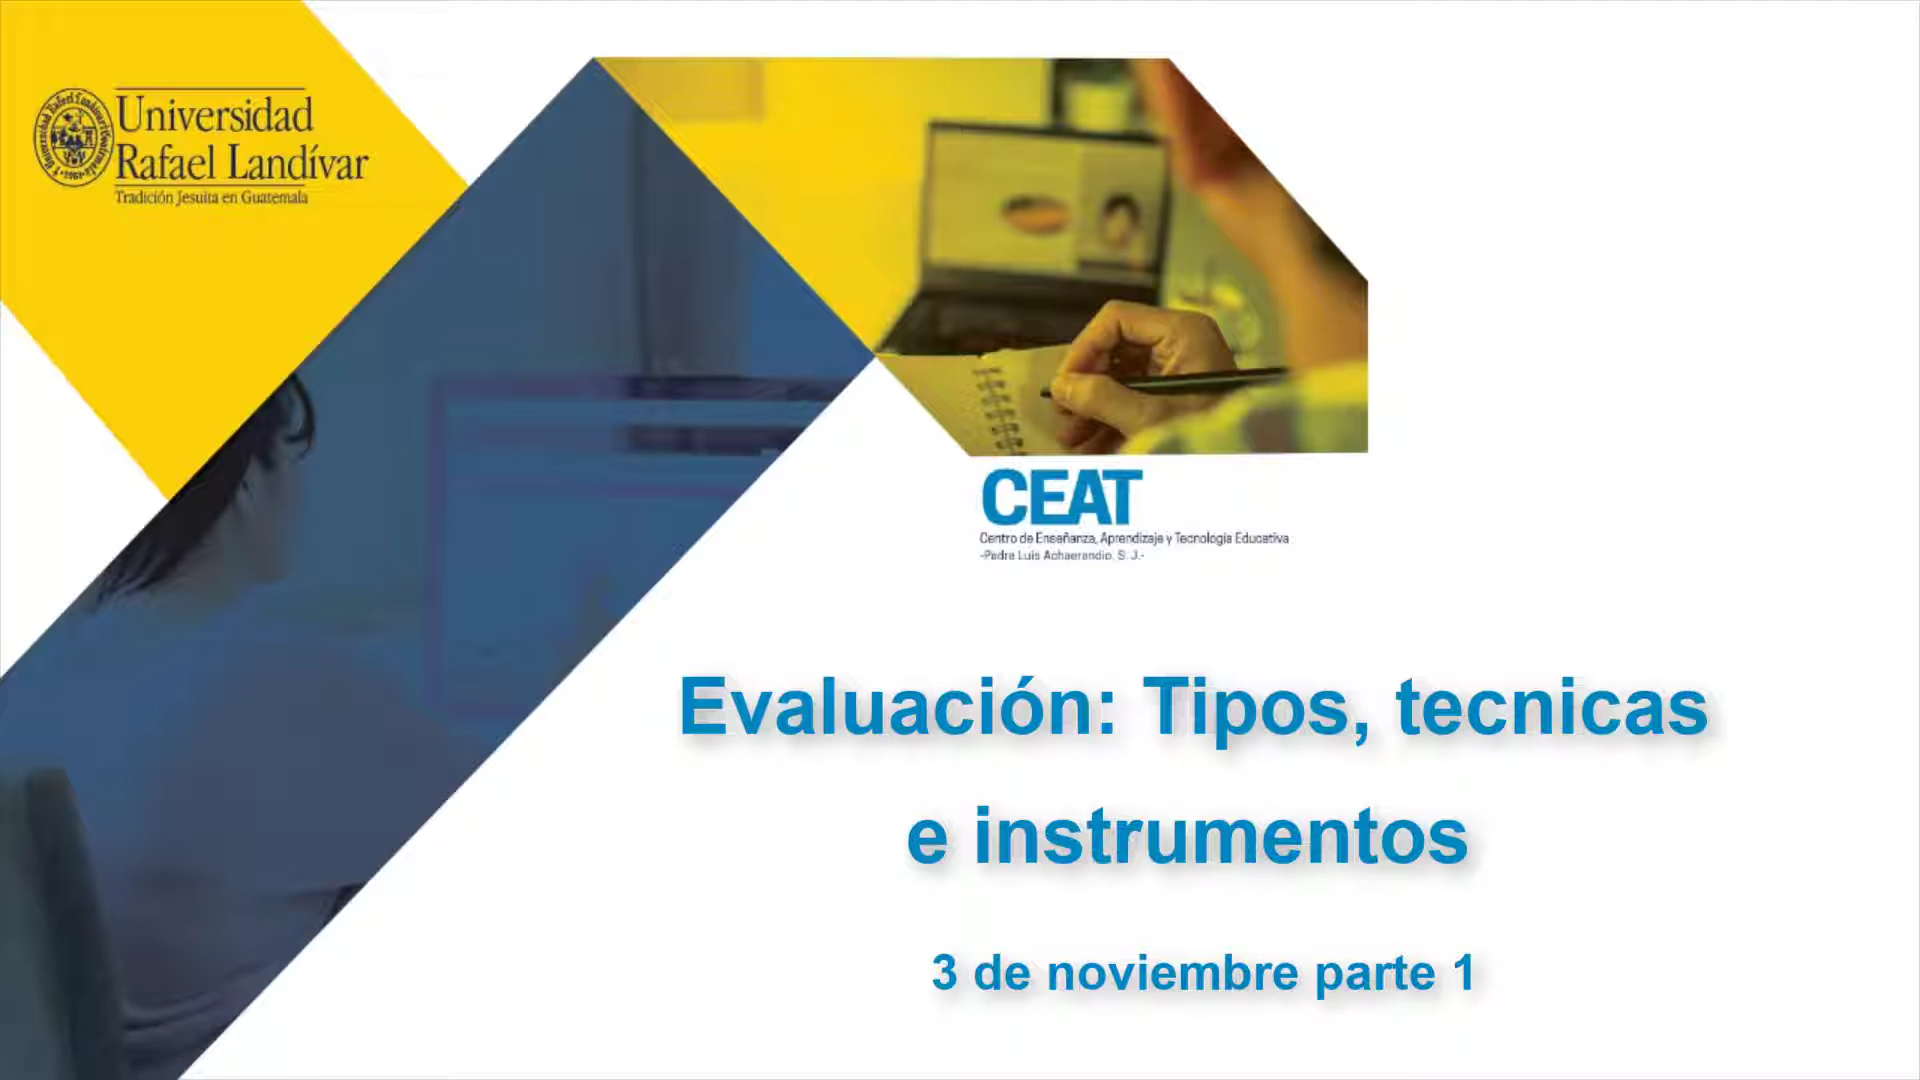 Universidad
Rafael Landívar
Tradición Jesuita en Guatemala
CEAT
Centro de Enseñanza, Aprendizaje y Tecnología Educativa
-Padre Luis Achaerandio, S. J.-
Evaluación: Tipos, tecnicas
e instrumentos
3 de noviembre parte 1